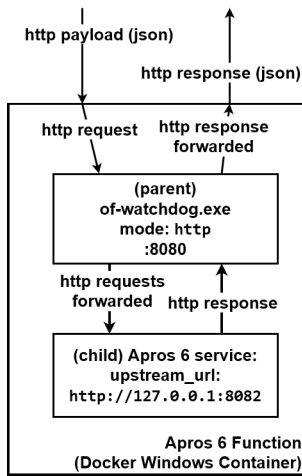 http payload (json)
http response (json)
http request
http response
forwarded
(parent)
of-watchdog.exe
mode: http
:8080
http requests
forwarded
http response
(child) Apros 6 service:
upstream_url:
http://127.0.0.1:8082
Apros 6 Function
(Docker Windows Container)